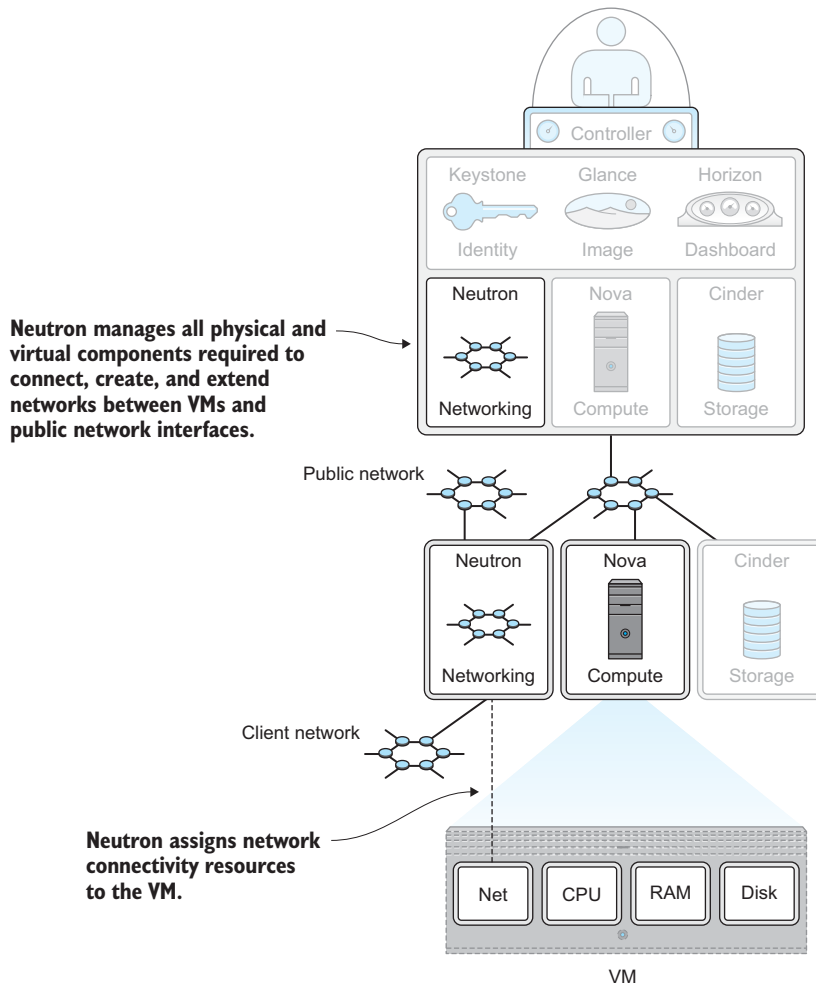 Controller
Keystone
Glance
Horizon
Identity
Image
Dashboard
Neutron
Nova
Cinder
Networking
Compute
Storage
Neutron manages all physical and
virtual components required to
connect, create, and extend
networks between VMs and
public network interfaces.
Public network
Neutron
Nova
Cinder
Networking
Compute
Storage
Client network
Neutron assigns network
connectivity resources
to the VM.
Net
CPU
RAM
Disk
VM